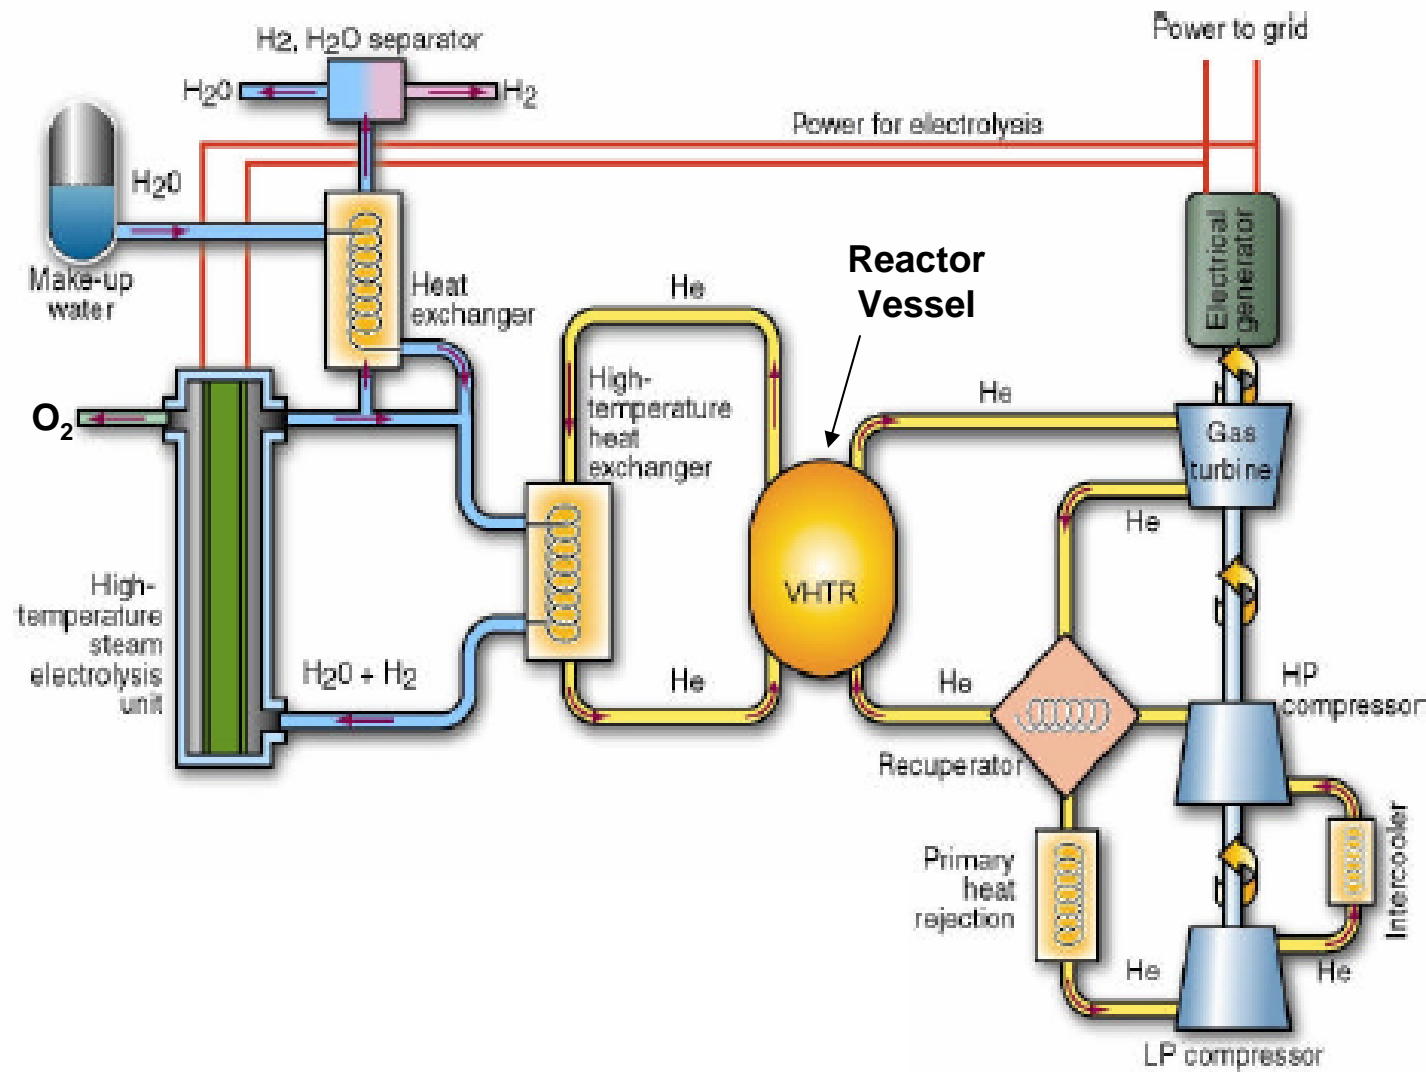 H2, H2O separator
Power to grid
H2O
H2
Power for electrolysis
H2O
Make-up
water
Heat
exchanger
Electrical
generator
Reactor
Vessel
He
High-
temperature
heat
exchanger
He
Gas
turbine
O2
He
VHTR
High-
temperature
steam
electrolysis
unit
H2O + H2
He
He
HP
compressor
Recuperator
Primary
heat
rejection
Intercooler
He
He
LP compressor